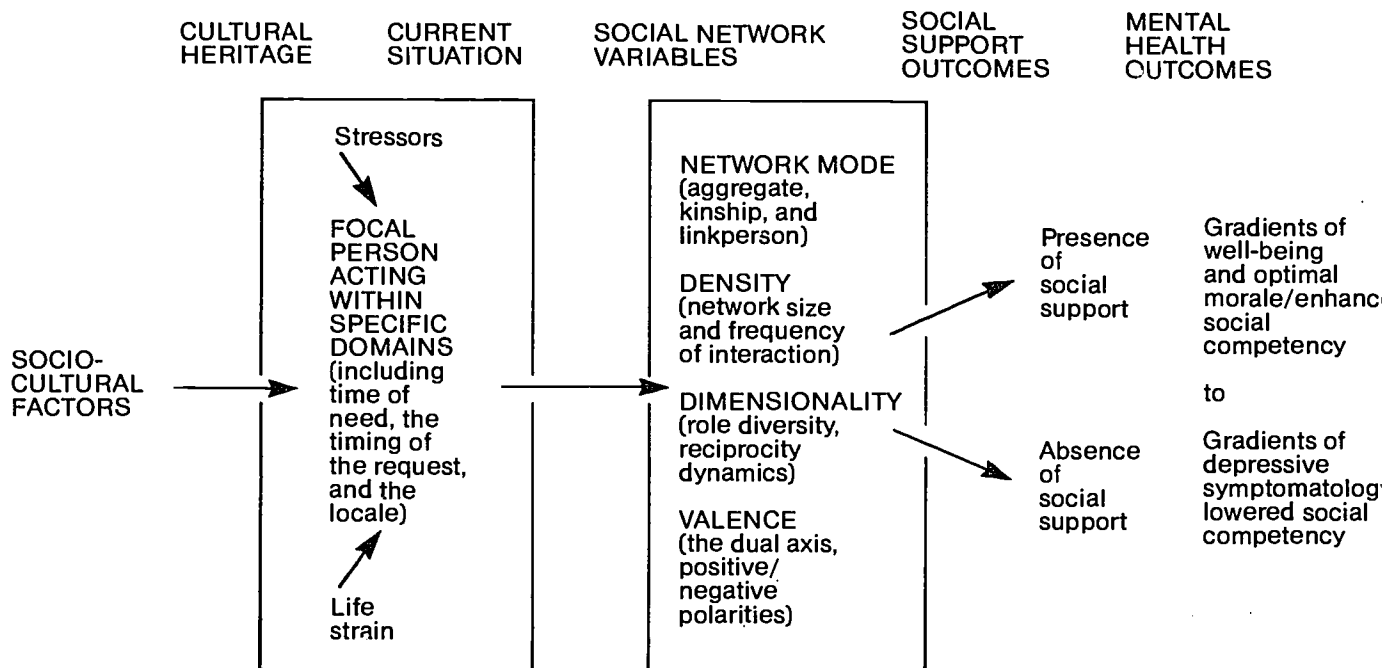 CULTURAL
HERITAGE
CURRENT
SITUATION
SOCIAL NETWORK
VARIABLES
SOCIAL
SUPPORT
OUTCOMES
MENTAL
HEALTH
OUTCOMES
SOCIO-
CULTURAL
FACTORS
Stressors
FOCAL
PERSON
ACTING
WITHIN
SPECIFIC
DOMAINS
(including
time of
need, the
timing of
the request,
and the
locale)
Life
strain
NETWORK MODE
(aggregate,
kinship, and
linkperson)
DENSITY
(network size
and frequency
of interaction)
DIMENSIONALITY
(role diversity,
reciprocity
dynamics)
VALENCE
(the dual axis,
positive/
negative
polarities)
Presence
of
social
support
Absence
of
social
support
Gradients of
well-being
and optimal
morale/enhance
social
competency
to
Gradients of
depressive
symptomatology
lowered social
competency